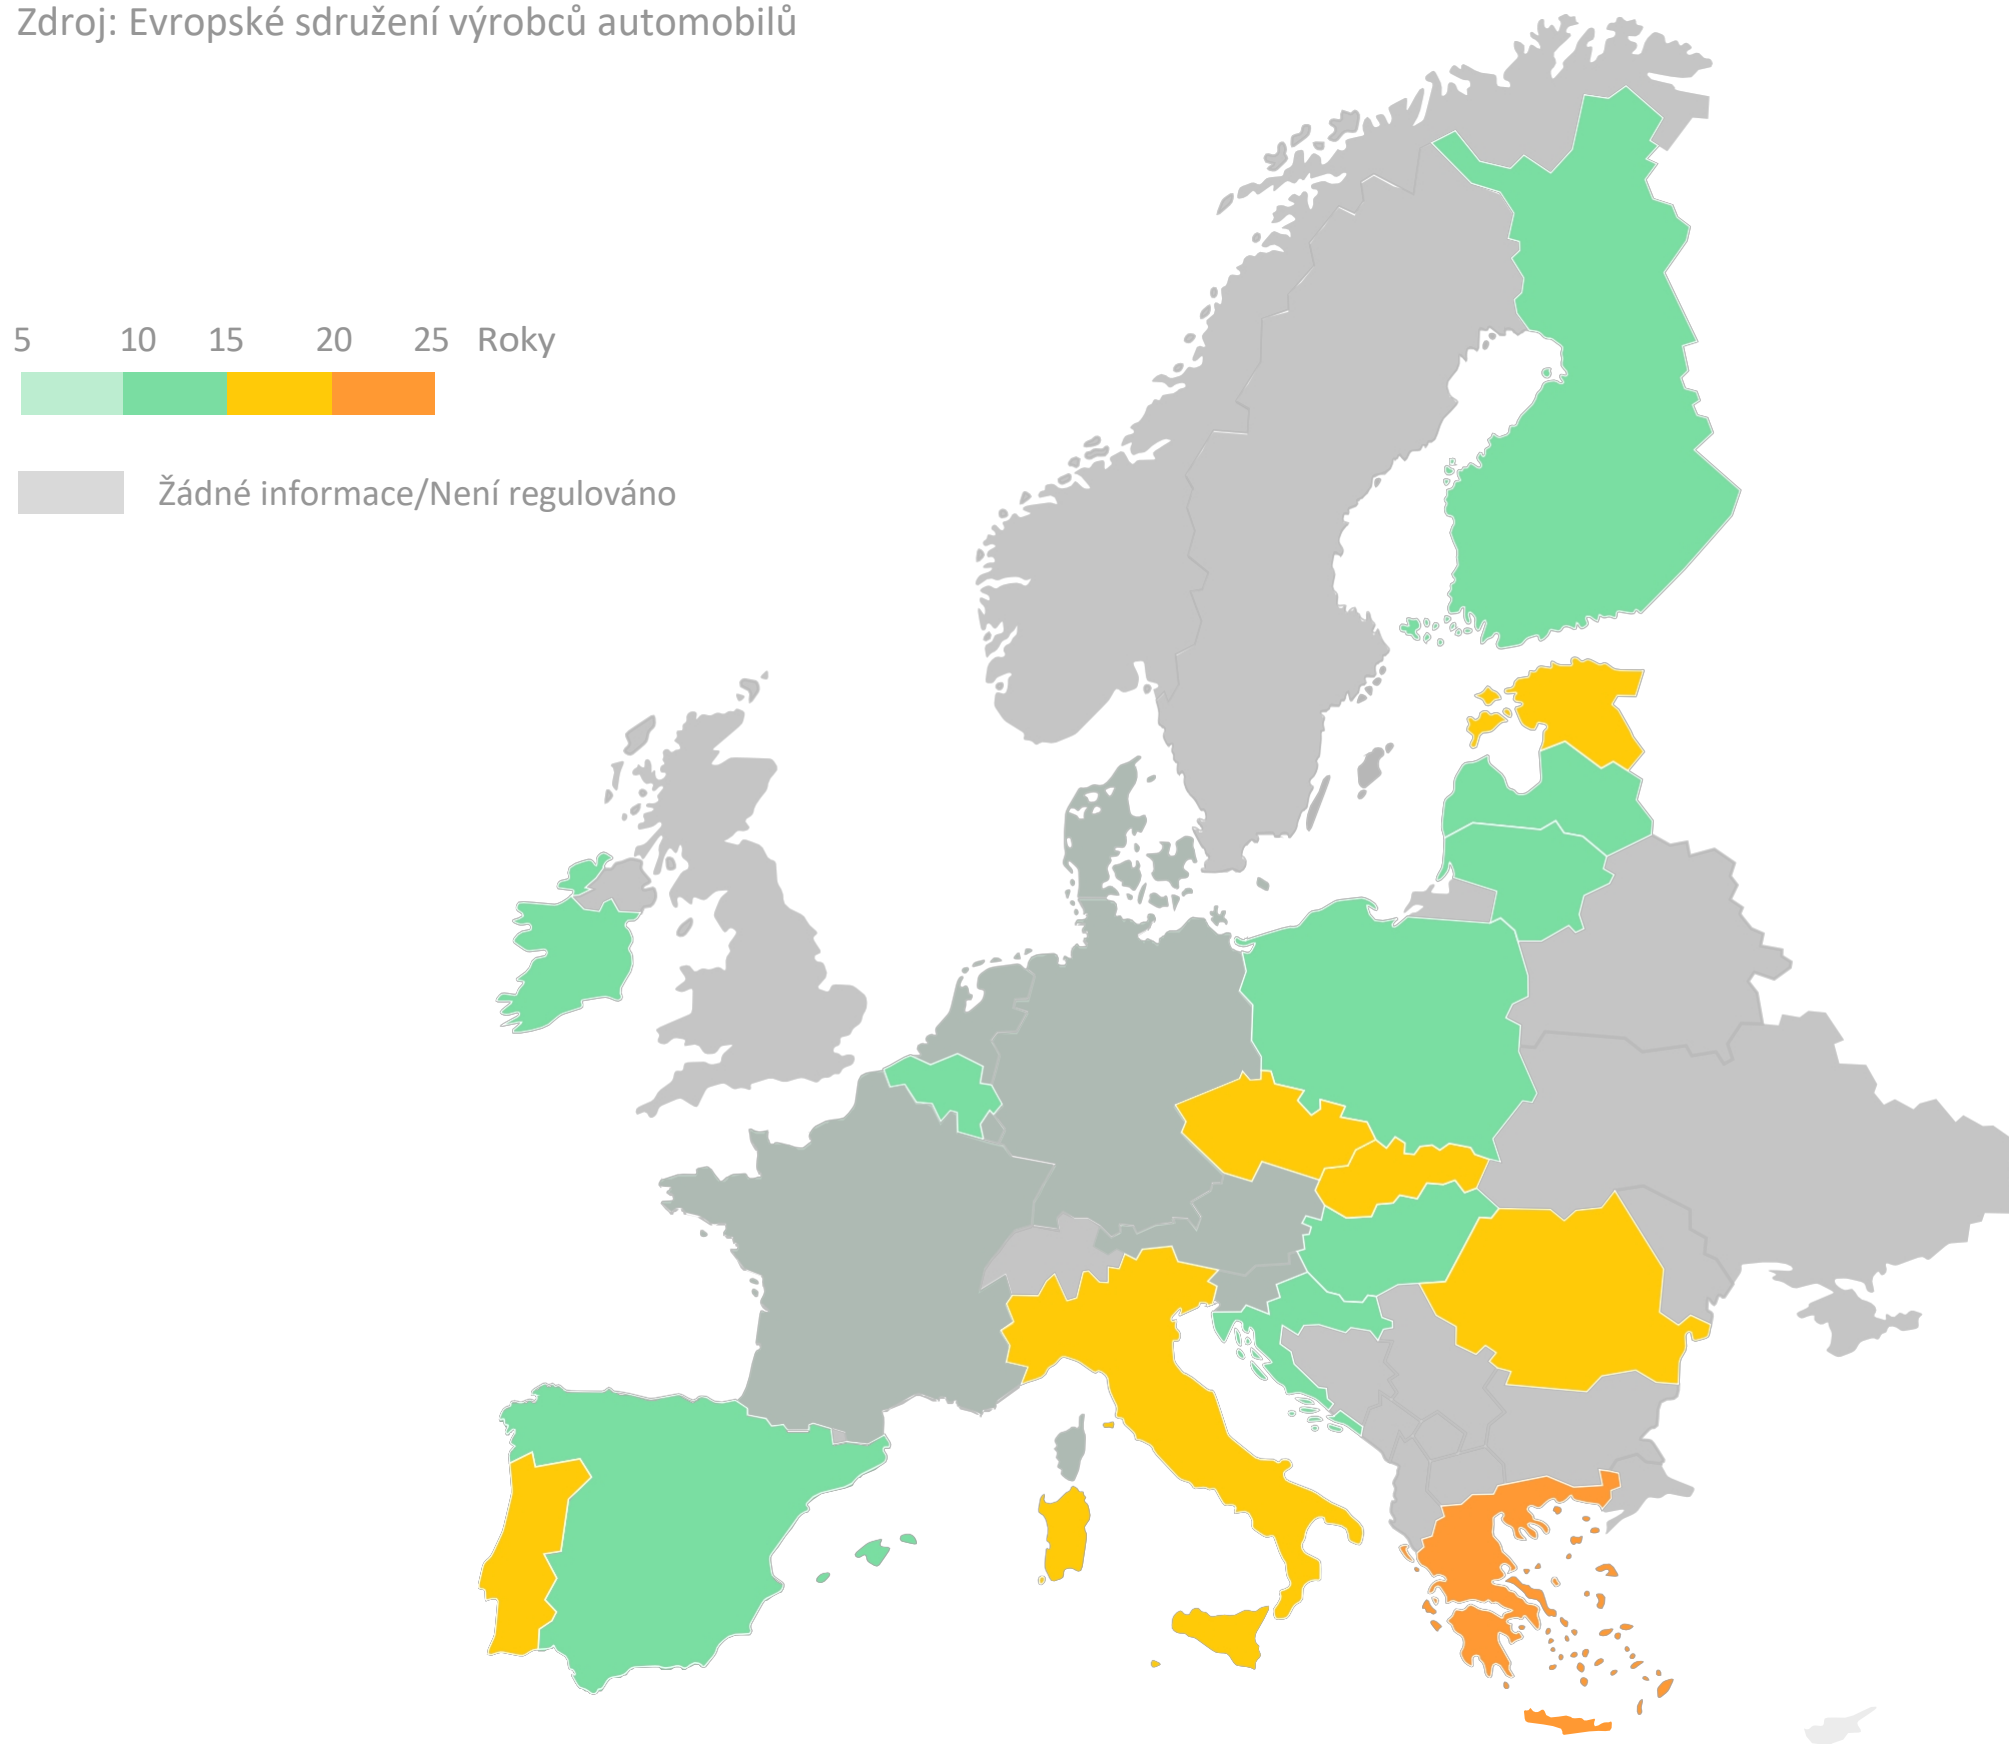 Zdroj: Evropské sdružení výrobců automobilů
5 10 15 20 25 Roky
Žádné informace/Není regulováno